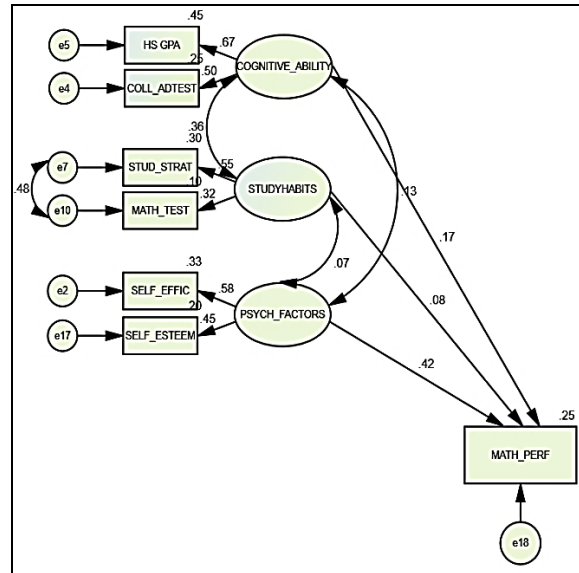 .45
e5
HS GPA
.67
.25
COGNITIVE_ABILITY
e4
COLL_ADTEST
.50
.36
.30
e7
STUD_STRAT
.55
.10
STUDYHABITS
.13
.48
e10
MATH_TEST
.32
.17
.07
.33
.08
e2
SELF_EFFIC
.58
.20
PSYCH_FACTORS
e17
SELF_ESTEEM
.45
.42
.25
MATH_PERF
e18